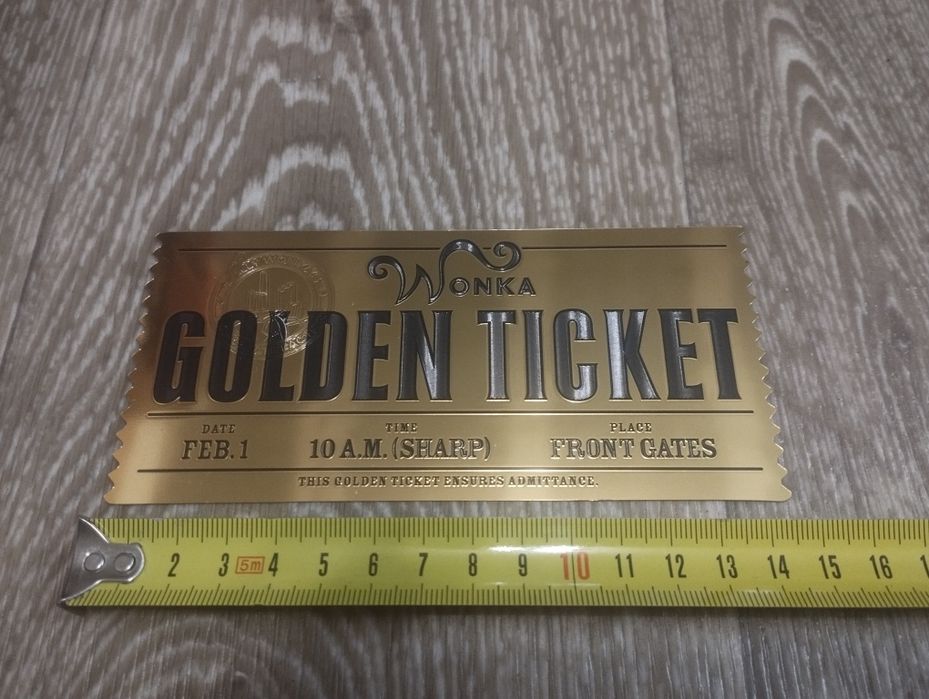 WONKA
GOLDEN TICKET
DATE TIME PLACE
FEB. 1 10 A.M. (SHARP) FRONT GATES
THIS GOLDEN TICKET ENSURES ADMITTANCE.
2 3 5m 4 5 6 7 8 9 10 11 12 13 14 15 16